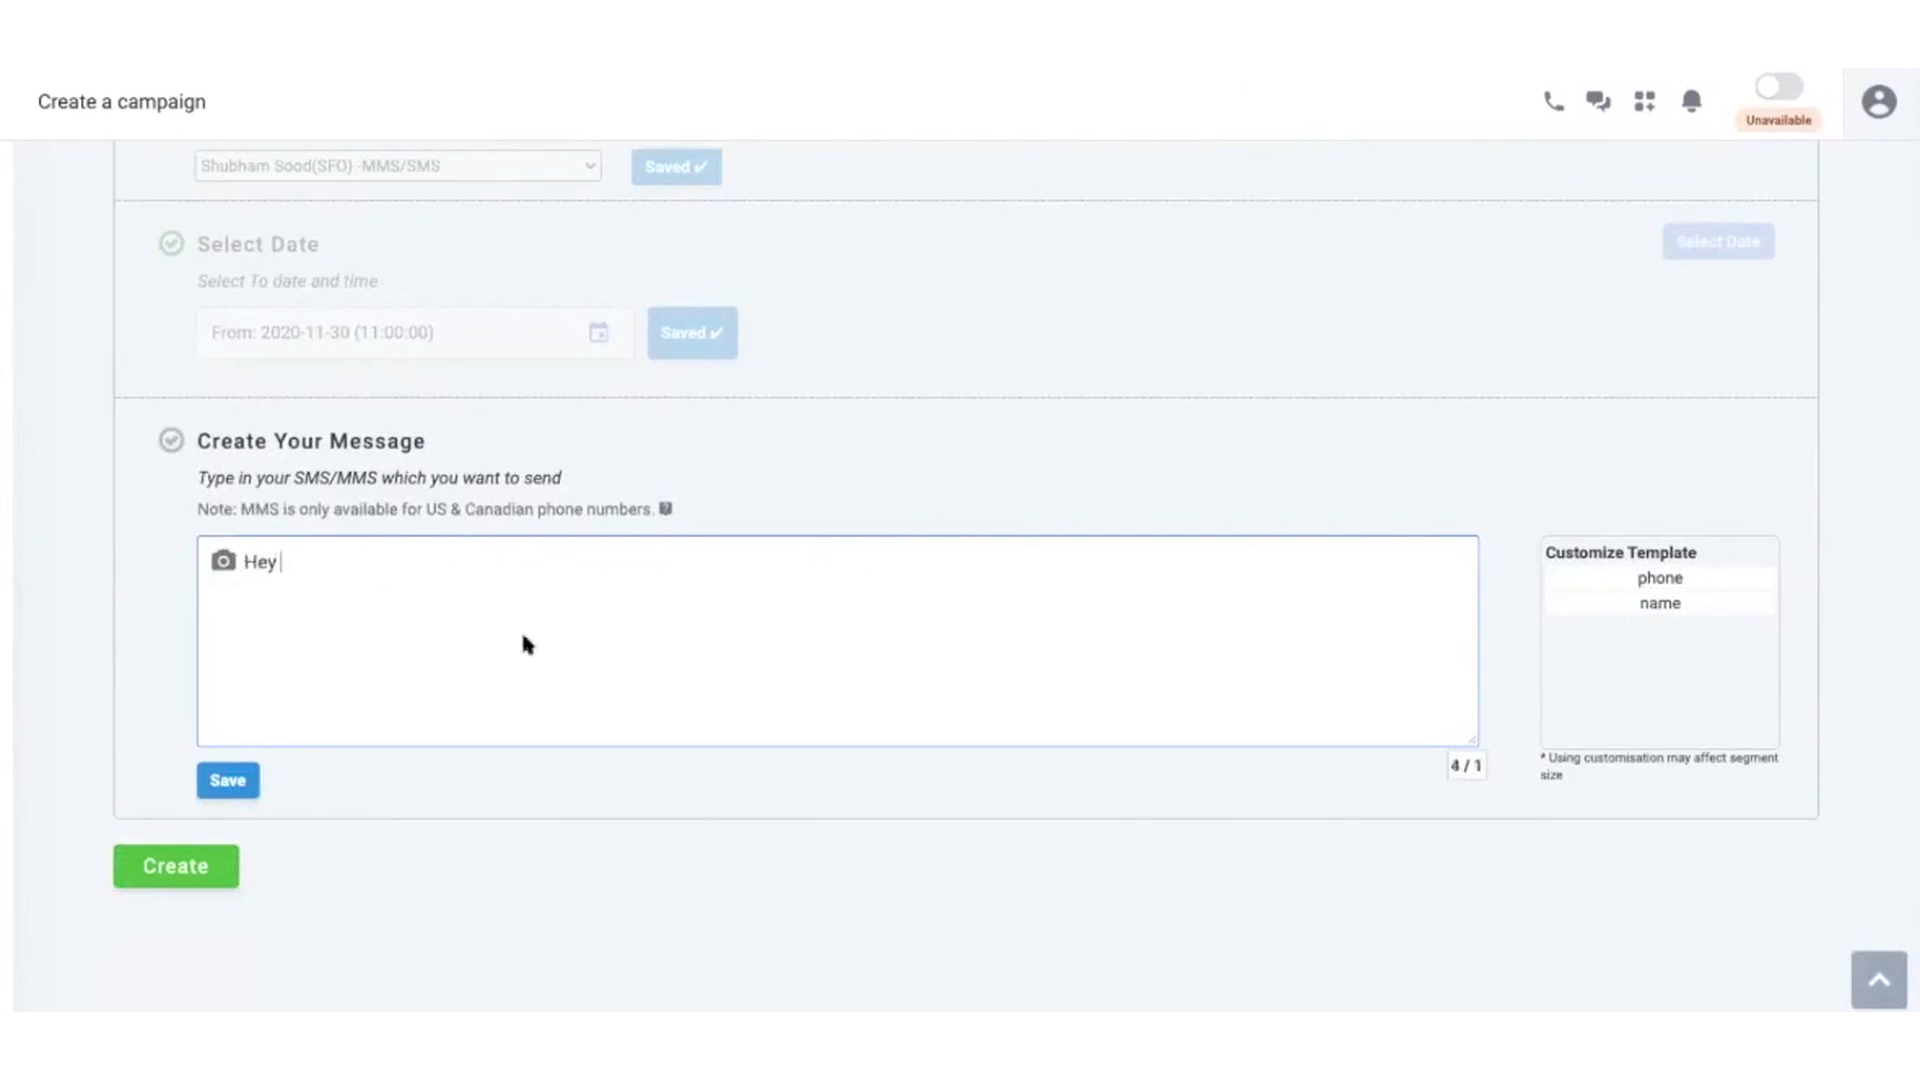 Create a campaign
Unavailable
Shubham Sood(SFO) -MMS/SMS
Saved ✔
Select Date
Select Date
Select To date and time
From: 2020-11-30 (11:00:00)
Saved ✔
Create Your Message
Type in your SMS/MMS which you want to send
Note: MMS is only available for US & Canadian phone numbers.
Hey
Customize Template
phone
name
4 / 1
* Using customisation may affect segment
size
Save
Create